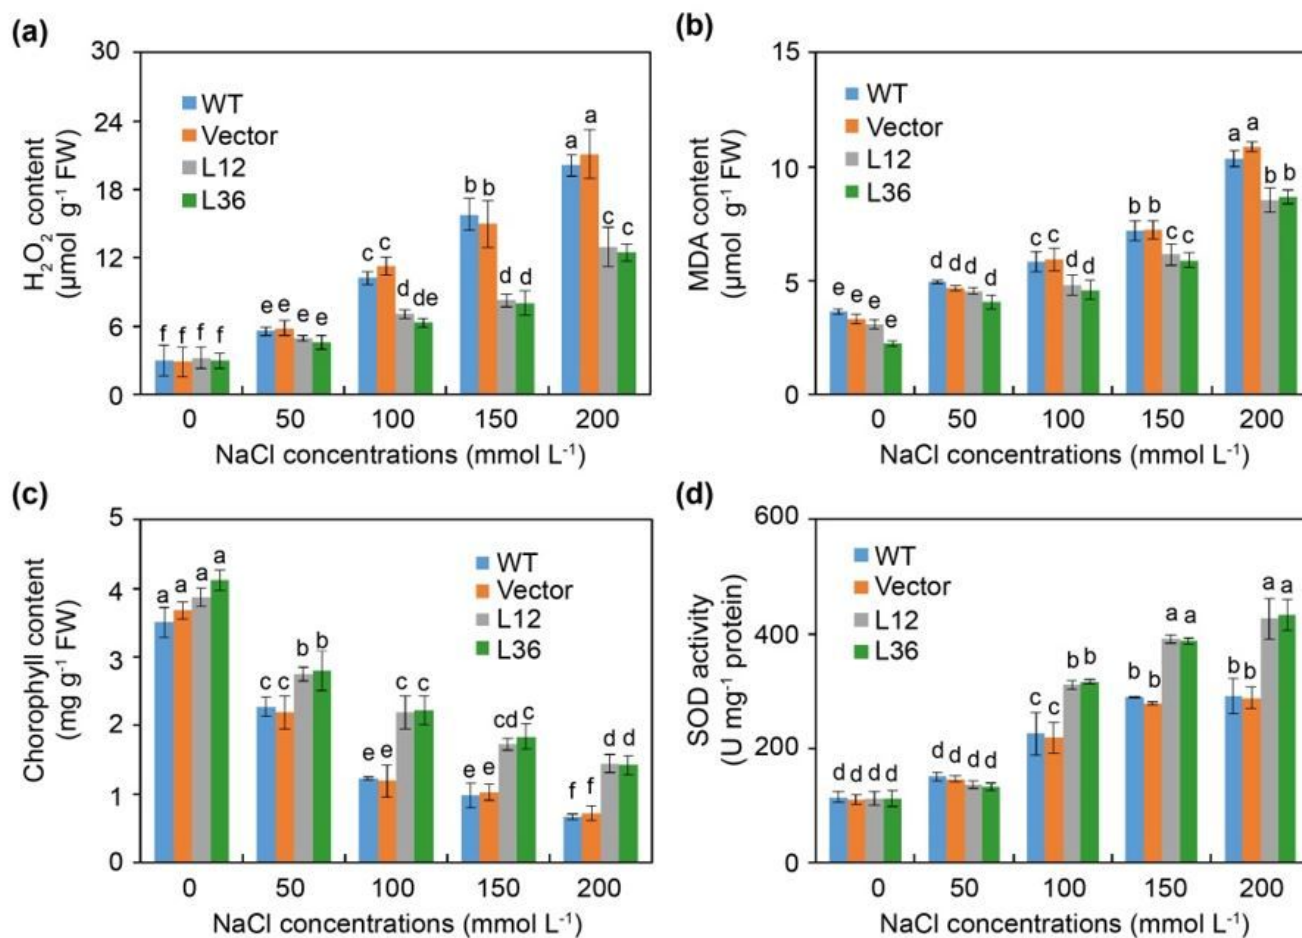 (a)
30
24
18
12
6
0
H₂O₂ content
(μmol g⁻¹ FW)
WT
Vector
L12
L36
f f f f
e e e e
c c d de
b b d d
a a c c
0 50 100 150 200
NaCl concentrations (mmol L⁻¹)
(b)
15
10
5
0
MDA content
(μmol g⁻¹ FW)
WT
Vector
L12
L36
e e e e
d d d d
c c d d
b b c c
a a b b
0 50 100 150 200
NaCl concentrations (mmol L⁻¹)
(c)
5
4
3
2
1
0
Chorophyll content
(mg g⁻¹ FW)
WT
Vector
L12
L36
a a a a
c c b b
e e c c
e e cd c
f f d d
0 50 100 150 200
NaCl concentrations (mmol L⁻¹)
(d)
600
400
200
0
SOD activity
(U mg⁻¹ protein)
WT
Vector
L12
L36
d d d d
d d d d
c c b b
b b a a
b b a a
0 50 100 150 200
NaCl concentrations (mmol L⁻¹)